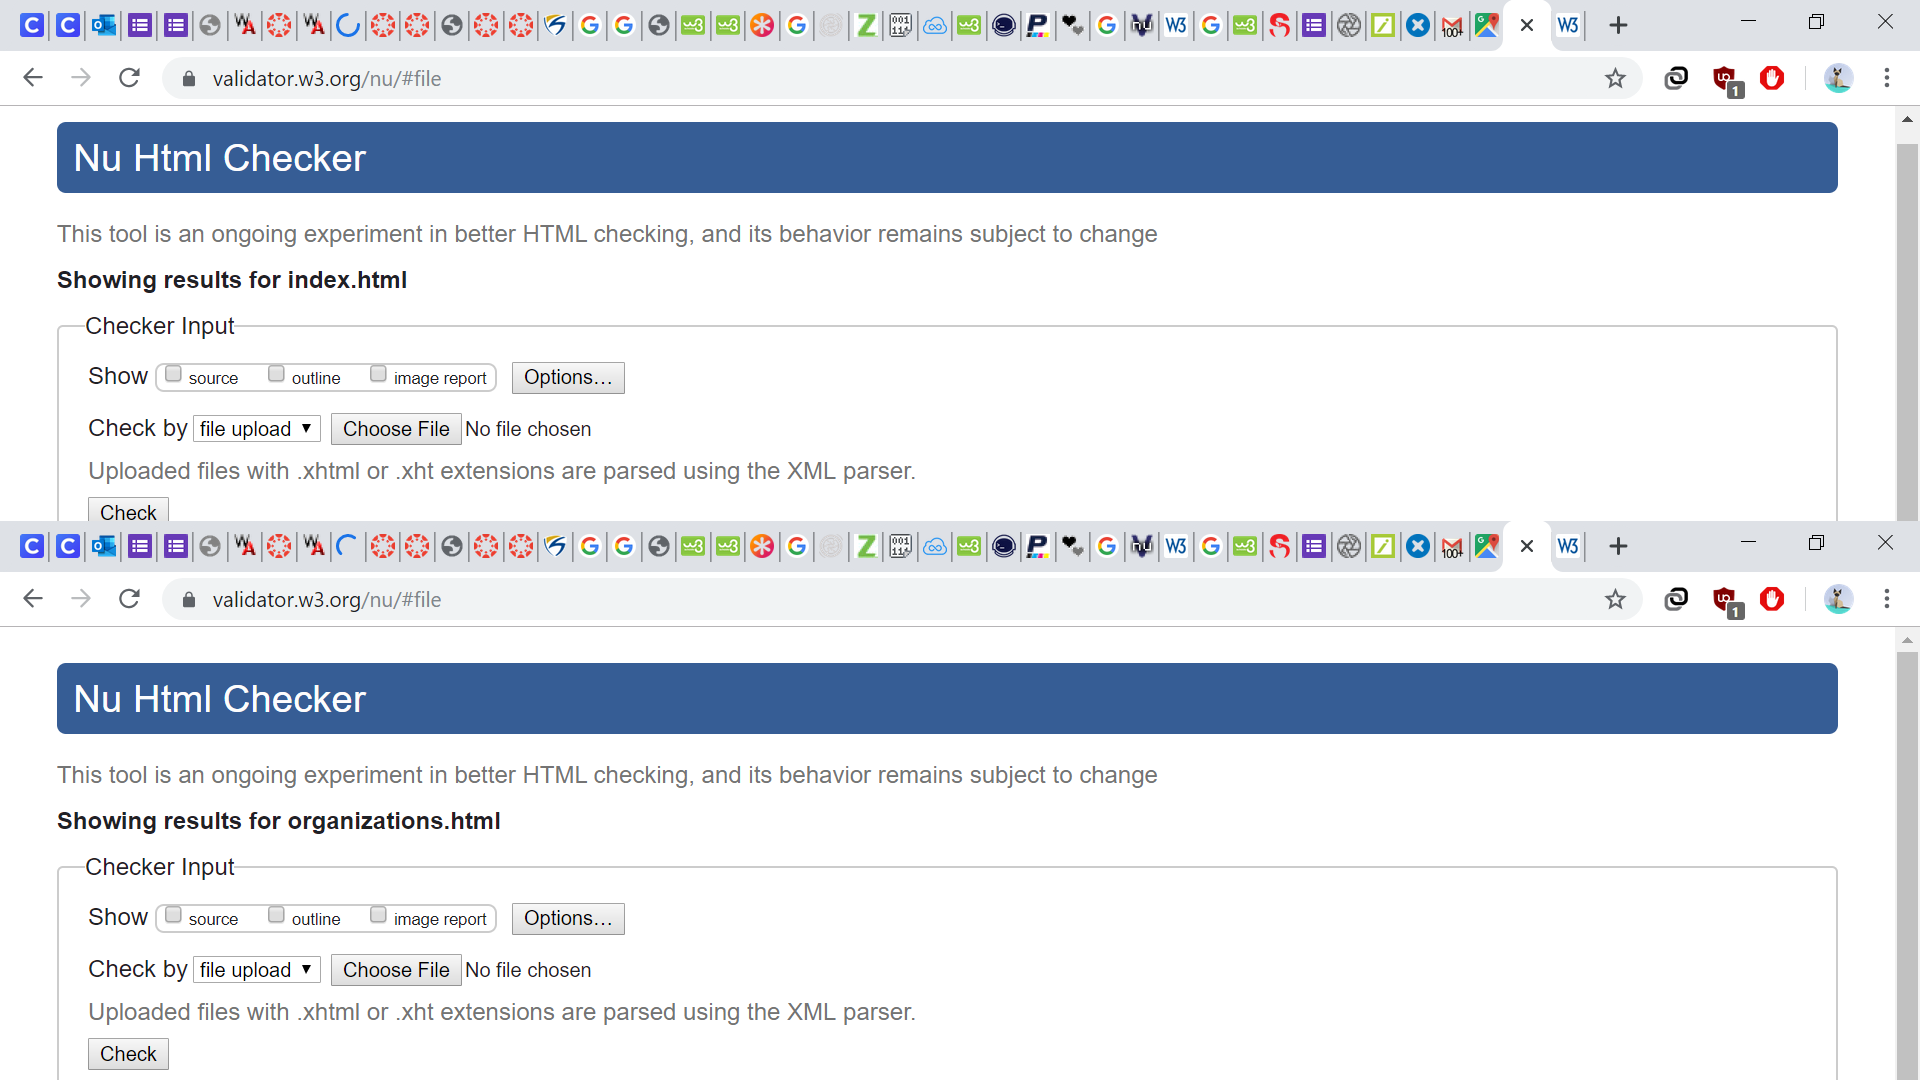 validator.w3.org/nu/#file
1
Nu Html Checker
This tool is an ongoing experiment in better HTML checking, and its behavior remains subject to change
Showing results for index.html
Checker Input
Show source outline image report Options...
Check by file upload Choose File No file chosen
Uploaded files with .xhtml or .xht extensions are parsed using the XML parser.
Check
validator.w3.org/nu/#file
1
Nu Html Checker
This tool is an ongoing experiment in better HTML checking, and its behavior remains subject to change
Showing results for organizations.html
Checker Input
Show source outline image report Options...
Check by file upload Choose File No file chosen
Uploaded files with .xhtml or .xht extensions are parsed using the XML parser.
Check